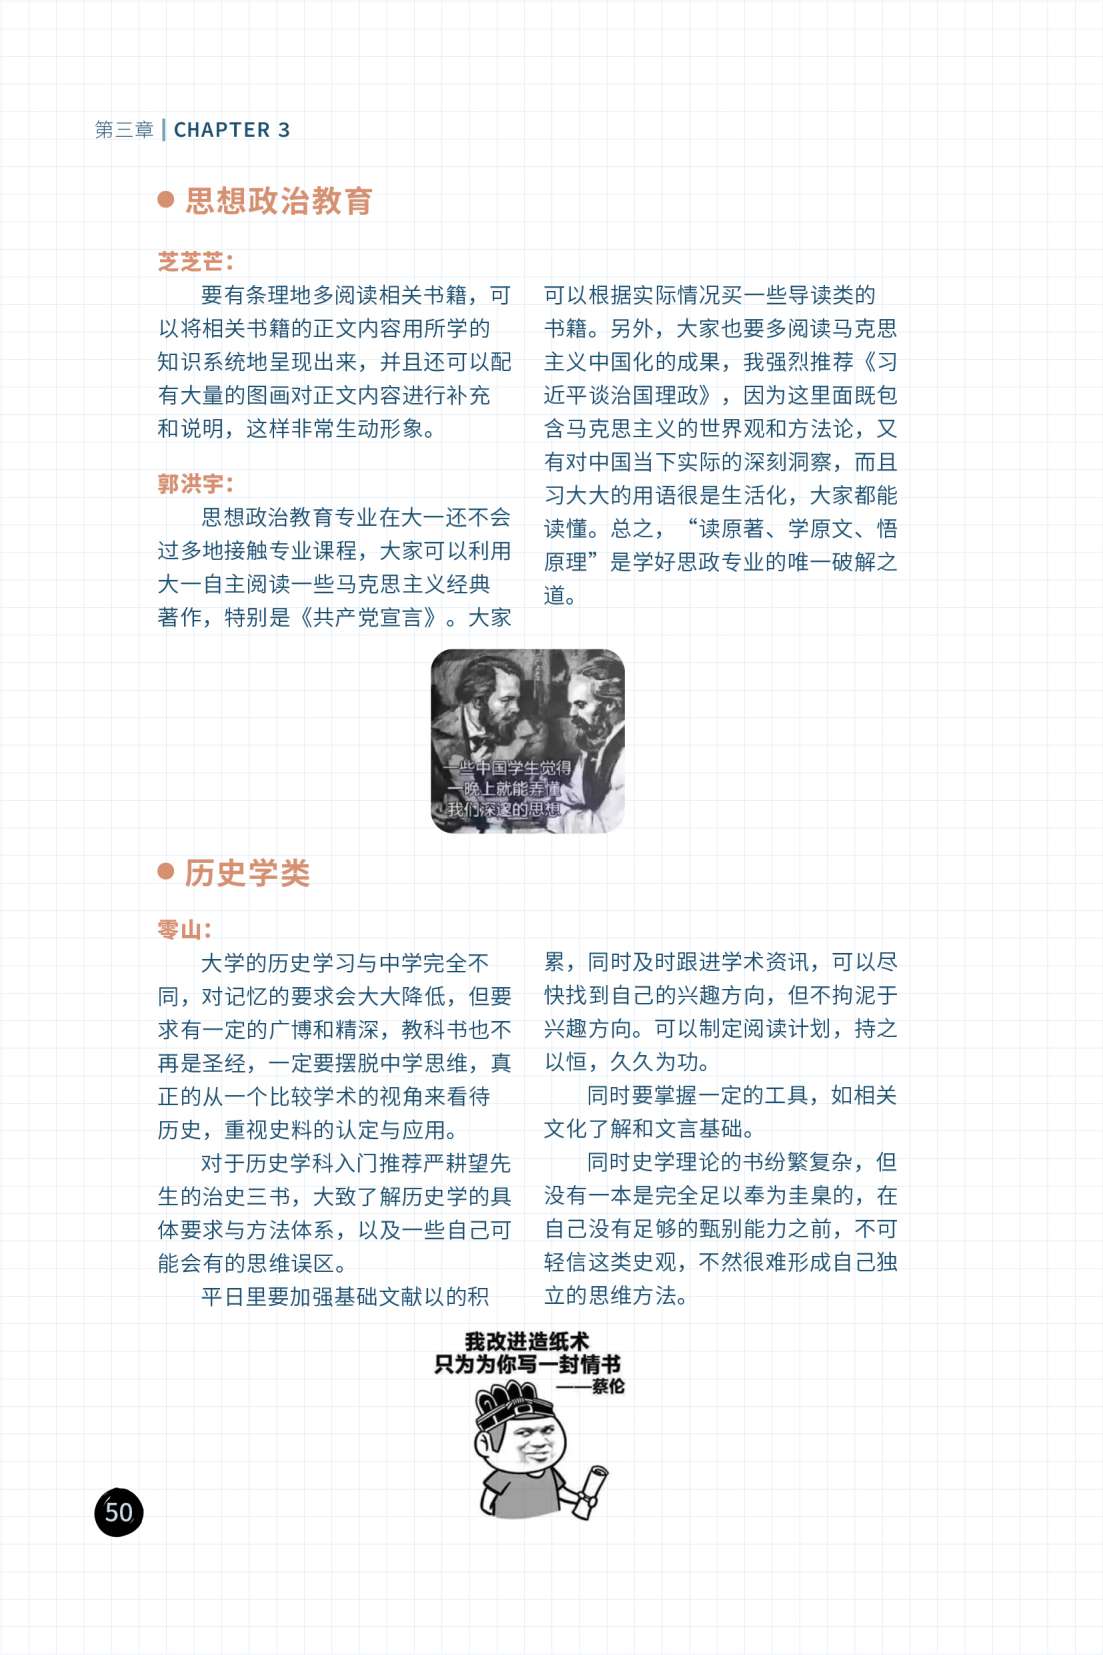 第三章 | CHAPTER 3
思想政治教育
芝芝芒：
要有条理地多阅读相关书籍，可
以将相关书籍的正文内容用所学的
知识系统地呈现出来，并且还可以配
有大量的图画对正文内容进行补充
和说明，这样非常生动形象。
郭洪宇：
思想政治教育专业在大一还不会
过多地接触专业课程，大家可以利用
大一自主阅读一些马克思主义经典
著作，特别是《共产党宣言》。大家
可以根据实际情况买一些导读类的
书籍。另外，大家也要多阅读马克思
主义中国化的成果，我强烈推荐《习
近平谈治国理政》，因为这里面既包
含马克思主义的世界观和方法论，又
有对中国当下实际的深刻洞察，而且
习大大的用语很是生活化，大家都能
读懂。总之，“读原著、学原文、悟
原理”是学好思政专业的唯一破解之
道。
一些中国学生觉得
一晚上就能弄懂
我们深邃的思想
历史学类
零山：
大学的历史学习与中学完全不
同，对记忆的要求会大大降低，但要
求有一定的广博和精深，教科书也不
再是圣经，一定要摆脱中学思维，真
正的从一个比较学术的视角来看待
历史，重视史料的认定与应用。
对于历史学科入门推荐严耕望先
生的治史三书，大致了解历史学的具
体要求与方法体系，以及一些自己可
能会有的思维误区。
平日里要加强基础文献以的积
累，同时及时跟进学术资讯，可以尽
快找到自己的兴趣方向，但不拘泥于
兴趣方向。可以制定阅读计划，持之
以恒，久久为功。
同时要掌握一定的工具，如相关
文化了解和文言基础。
同时史学理论的书纷繁复杂，但
没有一本是完全足以奉为圭臬的，在
自己没有足够的甄别能力之前，不可
轻信这类史观，不然很难形成自己独
立的思维方法。
我改进造纸术
只为为你写一封情书
——蔡伦
50